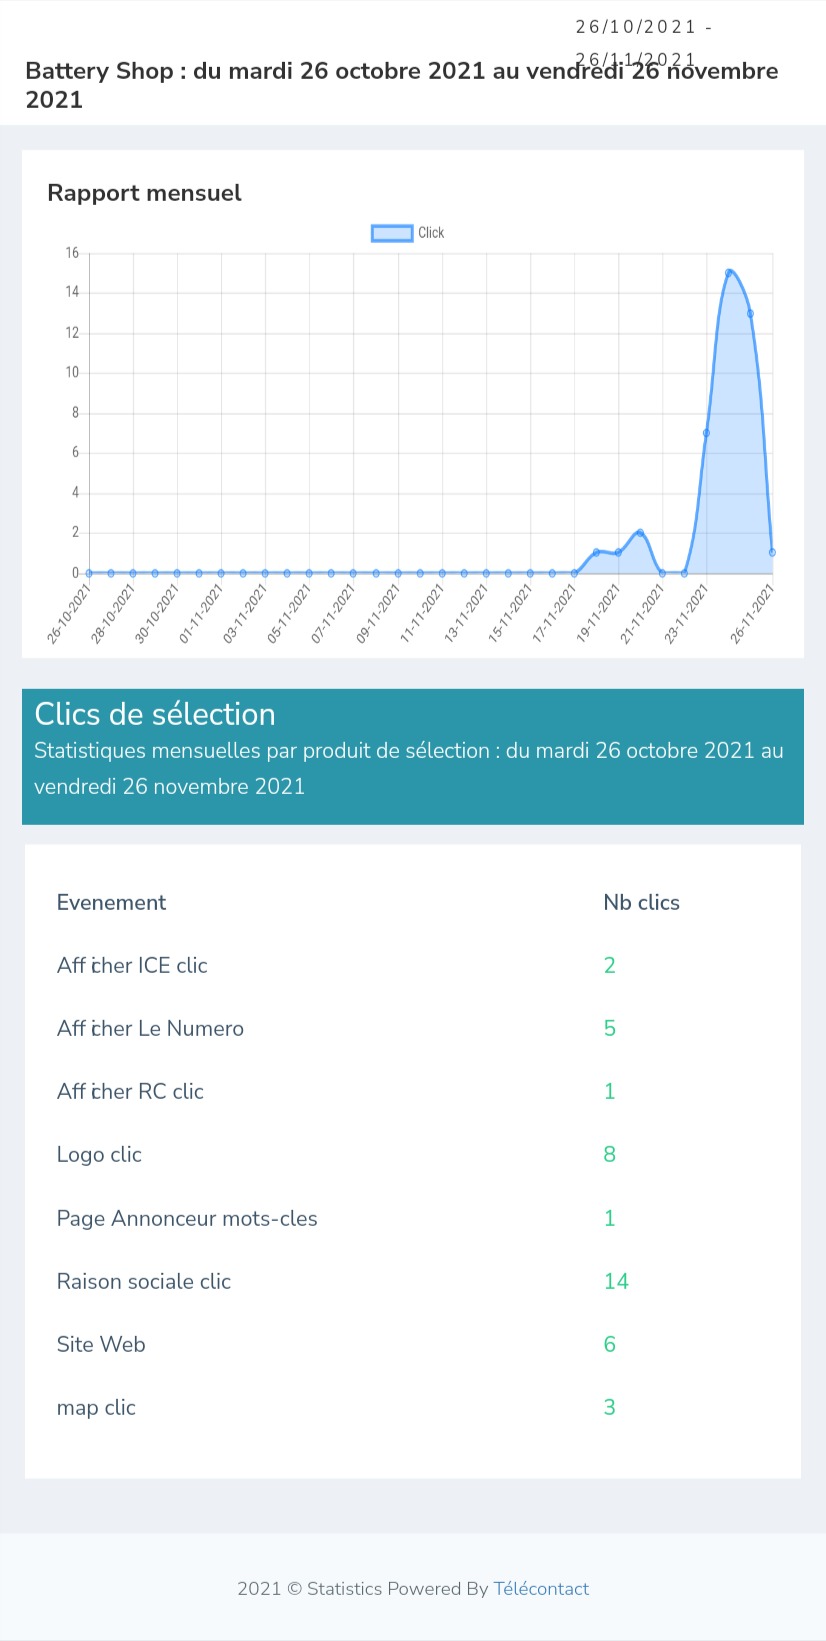 26/10/2021 -
26/11/2021
Battery Shop : du mardi 26 octobre 2021 au vendredi 26 novembre
2021
Rapport mensuel
Click
16
14
12
10
8
6
4
2
0
26-10-2021
28-10-2021
30-10-2021
01-11-2021
03-11-2021
05-11-2021
07-11-2021
09-11-2021
11-11-2021
13-11-2021
15-11-2021
17-11-2021
19-11-2021
21-11-2021
23-11-2021
26-11-2021
Clics de sélection
Statistiques mensuelles par produit de sélection : du mardi 26 octobre 2021 au
vendredi 26 novembre 2021
Evenement Nb clics
Afficher ICE clic 2
Afficher Le Numero 5
Afficher RC clic 1
Logo clic 8
Page Annonceur mots-cles 1
Raison sociale clic 14
Site Web 6
map clic 3
2021 © Statistics Powered By Télécontact